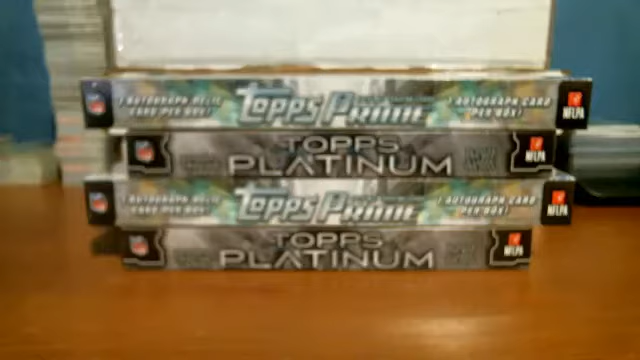 1 AUTOGRAPH RELIC CARD PER BOX!
TOPPS PRIME
1 AUTOGRAPH CARD PER BOX!
NFLPA
TOPPS PLATINUM
NFLPA
1 AUTOGRAPH RELIC CARD PER BOX!
TOPPS PRIME
1 AUTOGRAPH CARD PER BOX!
NFLPA
TOPPS PLATINUM
NFLPA